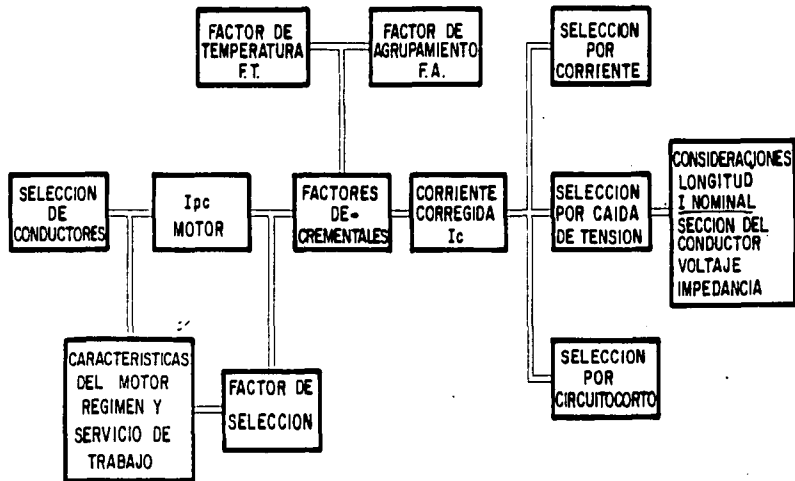 FACTOR DE
TEMPERATURA
F.T.
FACTOR DE
AGRUPAMIENTO
F.A.
SELECCION
POR
CORRIENTE
SELECCION
DE
CONDUCTORES
Ipc
MOTOR
FACTORES
DE-
CREMENTALES
CORRIENTE
CORREGIDA
Ic
SELECCION
POR CAIDA
DE TENSION
CONSIDERACIONES
LONGITUD
I NOMINAL
SECCION DEL
CONDUCTOR
VOLTAJE
IMPEDANCIA
CARACTERISTICAS
DEL MOTOR
REGIMEN Y
SERVICIO DE
TRABAJO
FACTOR DE
SELECCION
SELECCION
POR
CIRCUITOCORTO